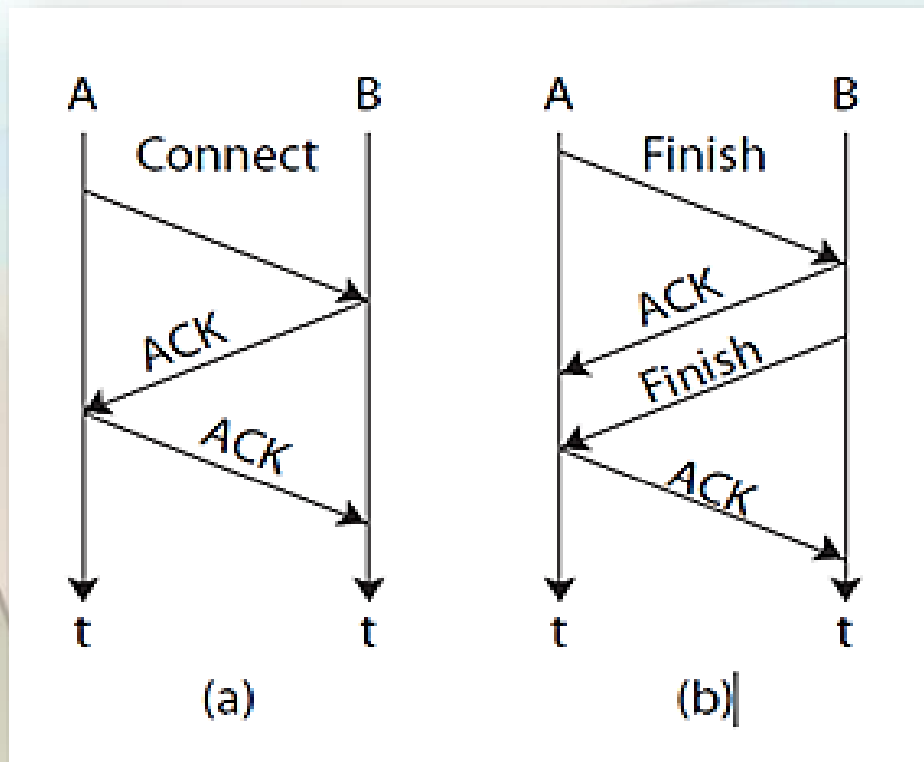 A B A B
Connect Finish
ACK ACK
Finish
ACK ACK
t t t t
(a) (b)